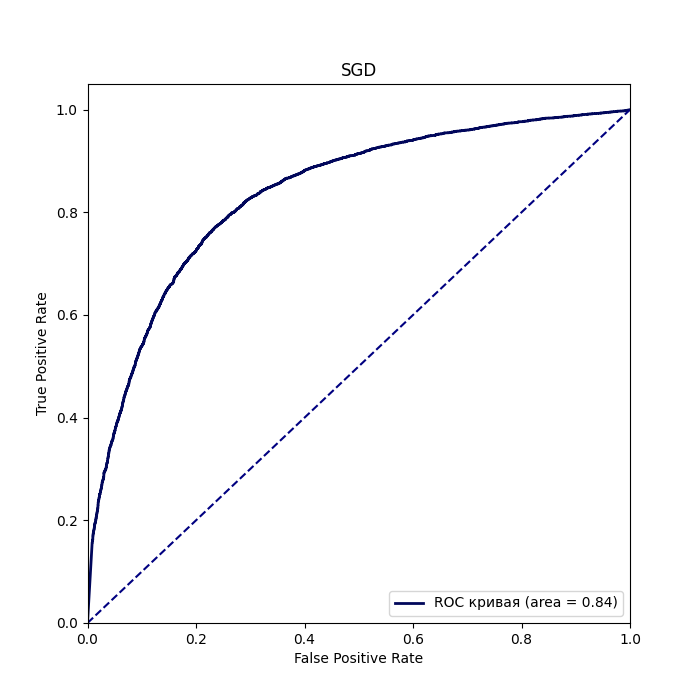 SGD
1.0
0.8
0.6
0.4
0.2
0.0
True Positive Rate
ROC кривая (area = 0.84)
0.0 0.2 0.4 0.6 0.8 1.0
False Positive Rate